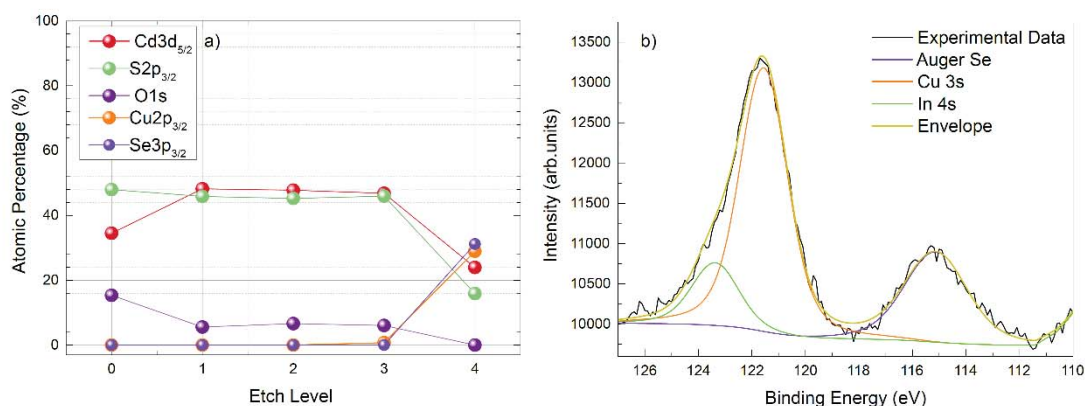 a)
Cd3d5/2
S2p3/2
O1s
Cu2p3/2
Se3p3/2
Atomic Percentage (%)
100
80
60
40
20
0
0 1 2 3 4
Etch Level
b)
Experimental Data
Auger Se
Cu 3s
In 4s
Envelope
Intensity (arb.units)
13500
13000
12500
12000
11500
11000
10500
10000
126 124 122 120 118 116 114 112 110
Binding Energy (eV)